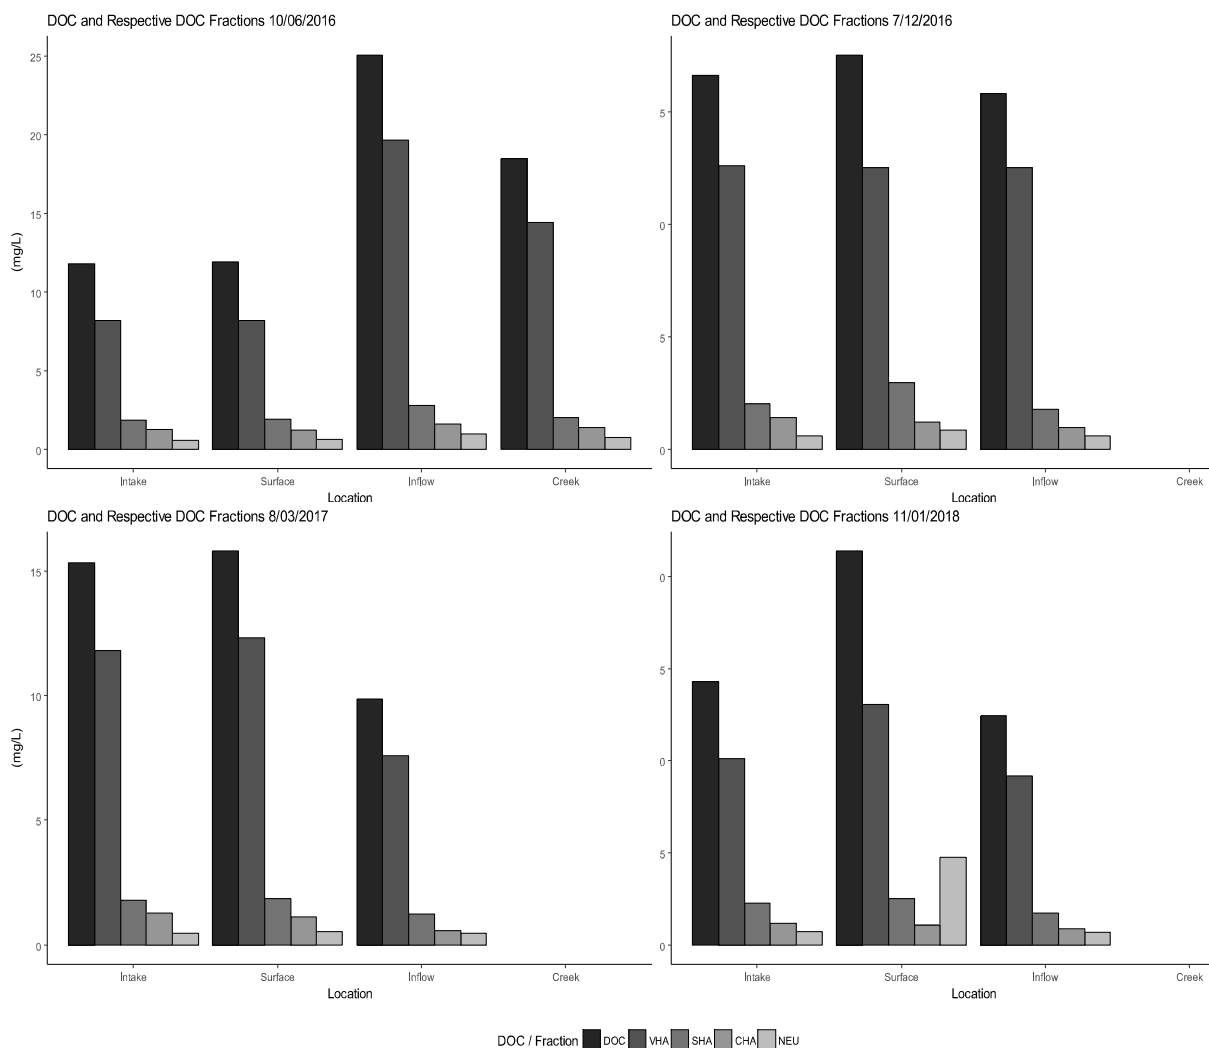 DOC and Respective DOC Fractions 10/06/2016
25
20
15
10
5
0
(mg/L)
Intake Surface Inflow Creek
Location
DOC and Respective DOC Fractions 7/12/2016
5
0
5
0
Intake Surface Inflow Creek
Location
DOC and Respective DOC Fractions 8/03/2017
15
10
5
0
(mg/L)
Intake Surface Inflow Creek
Location
DOC and Respective DOC Fractions 11/01/2018
0
5
0
5
0
Intake Surface Inflow Creek
Location
DOC / Fraction DOC VHA SHA CHA NEU